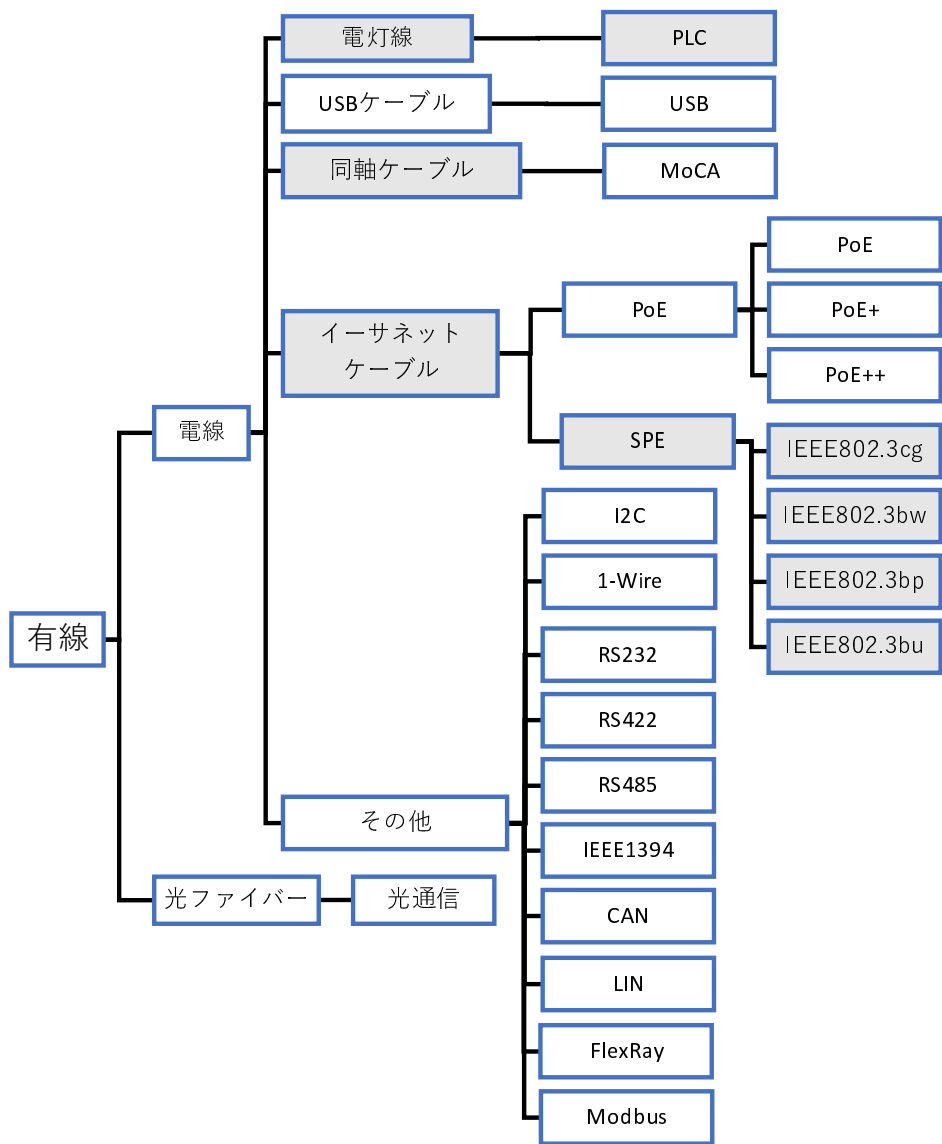 電灯線
PLC
USBケーブル
USB
同軸ケーブル
MoCA
イーサネット
ケーブル
PoE
PoE
PoE+
PoE++
SPE
IEEE802.3cg
IEEE802.3bw
IEEE802.3bp
IEEE802.3bu
電線
有線
その他
I2C
1-Wire
RS232
RS422
RS485
IEEE1394
CAN
LIN
FlexRay
Modbus
光ファイバー
光通信